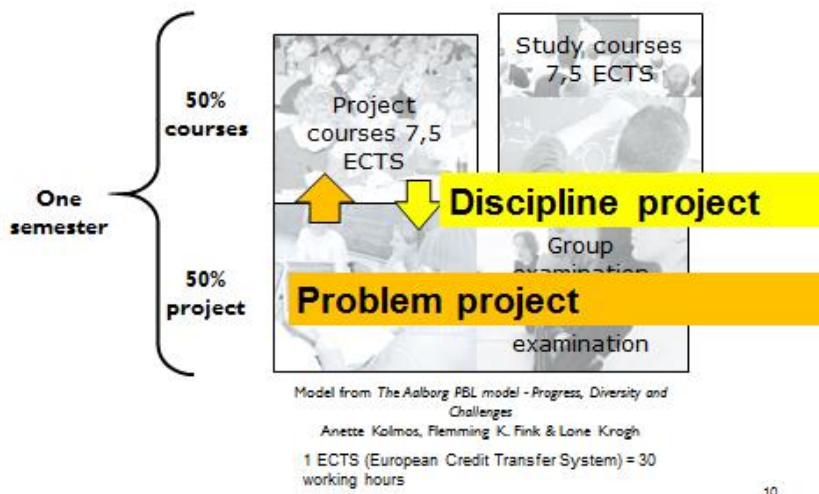 50%
courses
One
semester
50%
project
Project
courses 7,5
ECTS
Study courses
7,5 ECTS
Discipline project
Group
examination
Problem project
examination
Model from The Aalborg PBL model - Progress, Diversity and
Challenges
Anette Kolmos, Flemming K. Fink & Lone Krogh
1 ECTS (European Credit Transfer System) = 30
working hours
10